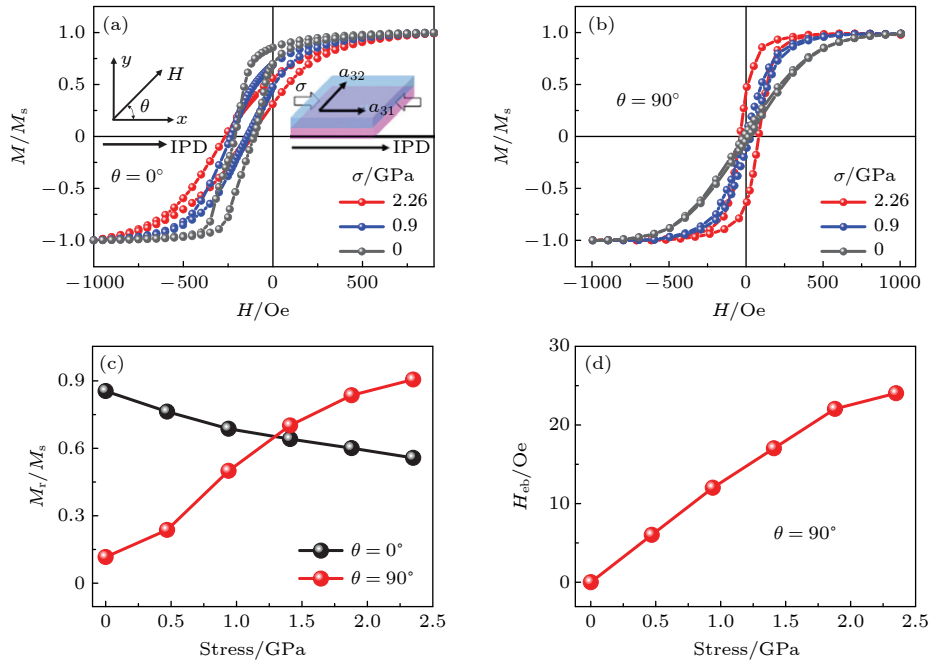 (a)
1.0
0.5
0
−0.5
−1.0
M/Ms
y
H
θ
x
IPD
θ = 0°
σ
a32
a31
IPD
σ/GPa
2.26
0.9
0
−1000
−500
0
500
H/Oe
(b)
1.0
0.5
0
−0.5
−1.0
M/Ms
θ = 90°
σ/GPa
2.26
0.9
0
−1000
−500
0
500
1000
H/Oe
(c)
0.9
0.6
0.3
0
Mr/Ms
θ = 0°
θ = 90°
0
0.5
1.0
1.5
2.0
2.5
Stress/GPa
(d)
30
20
10
0
Heb/Oe
θ = 90°
0
0.5
1.0
1.5
2.0
2.5
Stress/GPa